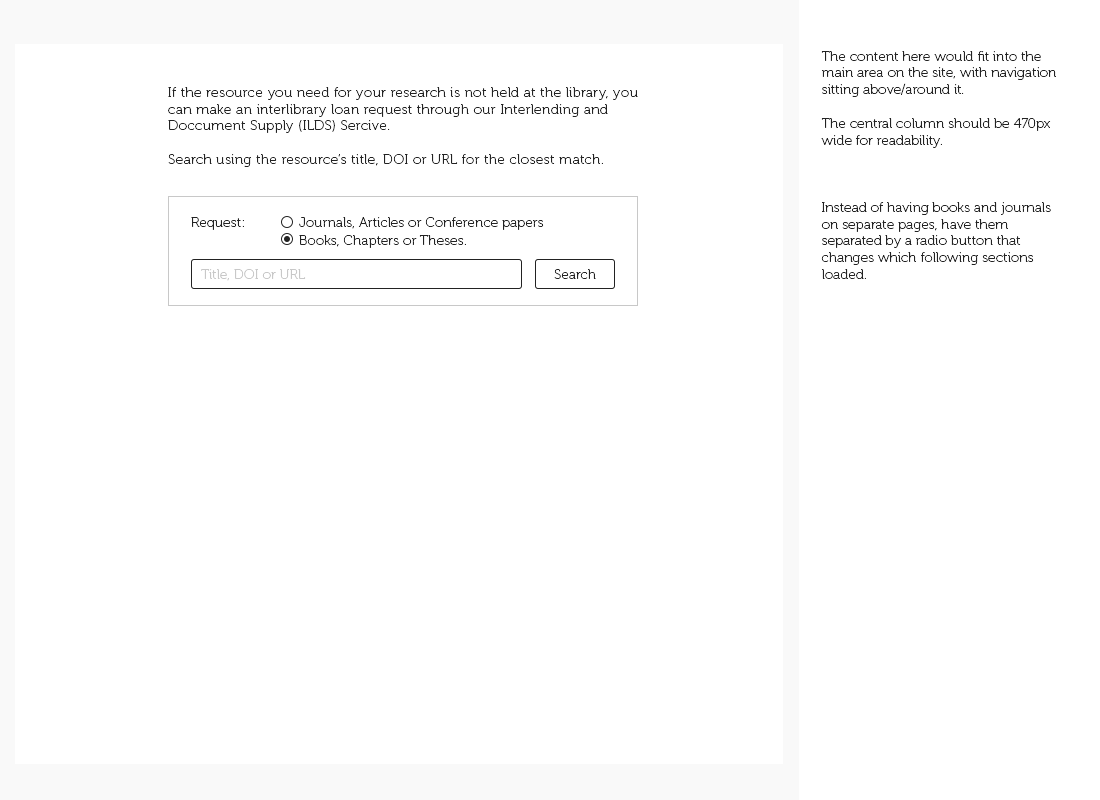 If the resource you need for your research is not held at the library, you
can make an interlibrary loan request through our Interlending and
Doccument Supply (ILDS) Sercive.
Search using the resource's title, DOI or URL for the closest match.
Request:
Journals, Articles or Conference papers
Books, Chapters or Theses.
Title, DOI or URL
Search
The content here would fit into the
main area on the site, with navigation
sitting above/around it.
The central column should be 470px
wide for readability.
Instead of having books and journals
on separate pages, have them
separated by a radio button that
changes which following sections
loaded.